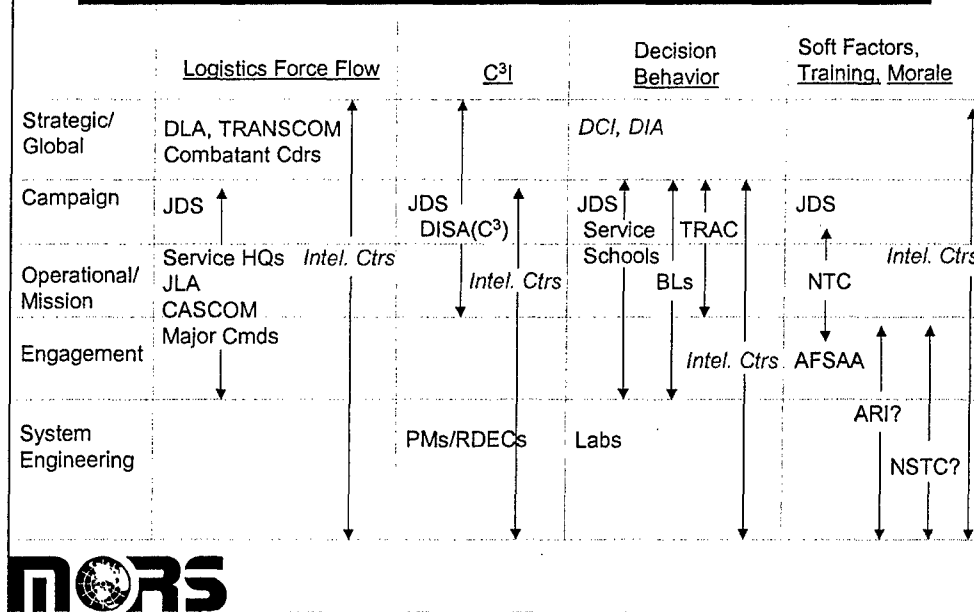 Logistics Force Flow
C³I
Decision
Behavior
Soft Factors,
Training, Morale
Strategic/
Global
DLA, TRANSCOM
Combatant Cdrs
DCI, DIA
Campaign
JDS
JDS
DISA(C³)
JDS
Service
Schools
TRAC
JDS
Operational/
Mission
Service HQs
JLA
CASCOM
Major Cmds
Intel. Ctrs
Intel. Ctrs
BLs
NTC
Intel. Ctrs
Engagement
Intel. Ctrs
AFSAA
ARI?
System
Engineering
PMs/RDECs
Labs
NSTC?
MORS